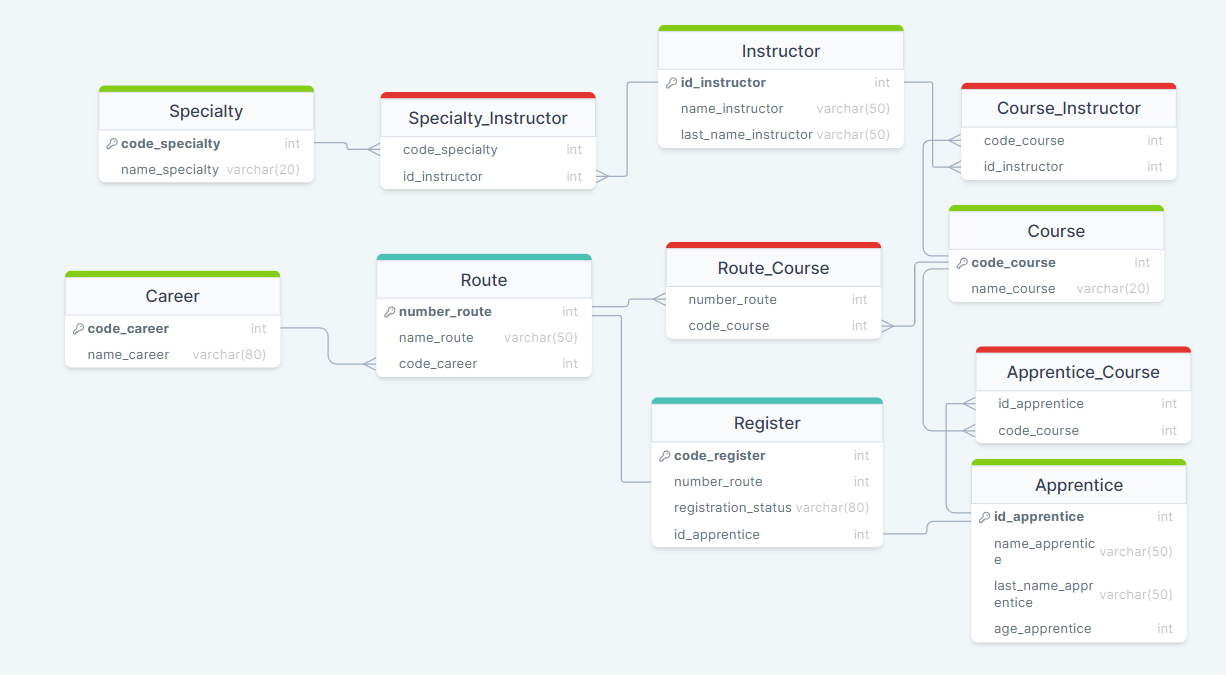 Specialty
code_specialty int
name_specialty varchar(20)
Specialty_Instructor
code_specialty int
id_instructor int
Instructor
id_instructor int
name_instructor varchar(50)
last_name_instructor varchar(50)
Course_Instructor
code_course int
id_instructor int
Course
code_course int
name_course varchar(20)
Career
code_career int
name_career varchar(80)
Route
number_route int
name_route varchar(50)
code_career int
Route_Course
number_route int
code_course int
Register
code_register int
number_route int
registration_status varchar(80)
id_apprentice int
Apprentice_Course
id_apprentice int
code_course int
Apprentice
id_apprentice int
name_apprentic varchar(50)
e
last_name_appr varchar(50)
entice
age_apprentice int